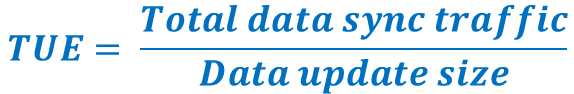 TUE = Total data sync traffic
Data update size